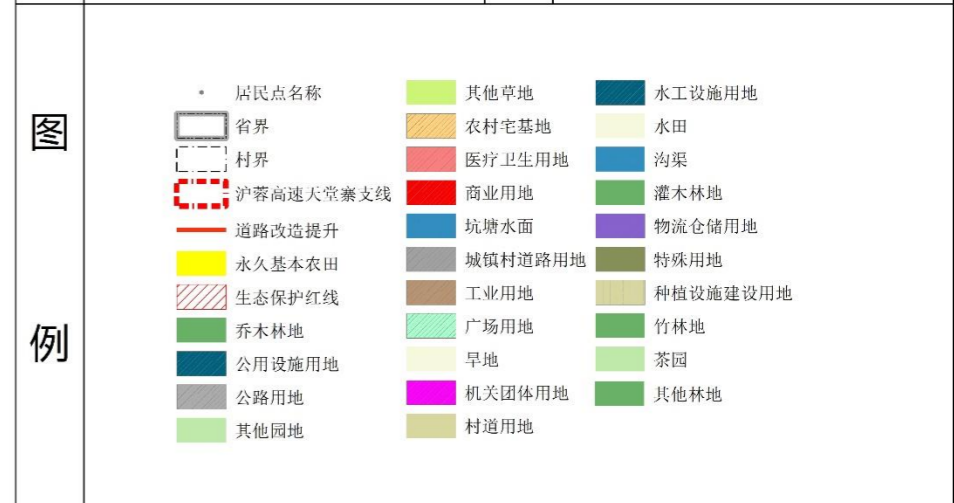 图例
居民点名称
省界
村界
沪蓉高速天堂寨支线
道路改造提升
永久基本农田
生态保护红线
乔木林地
公用设施用地
公路用地
其他园地
其他草地
农村宅基地
医疗卫生用地
商业用地
坑塘水面
城镇村道路用地
工业用地
广场用地
旱地
机关团体用地
村道用地
水工设施用地
水田
沟渠
灌木林地
物流仓储用地
特殊用地
种植设施建设用地
竹林地
茶园
其他林地